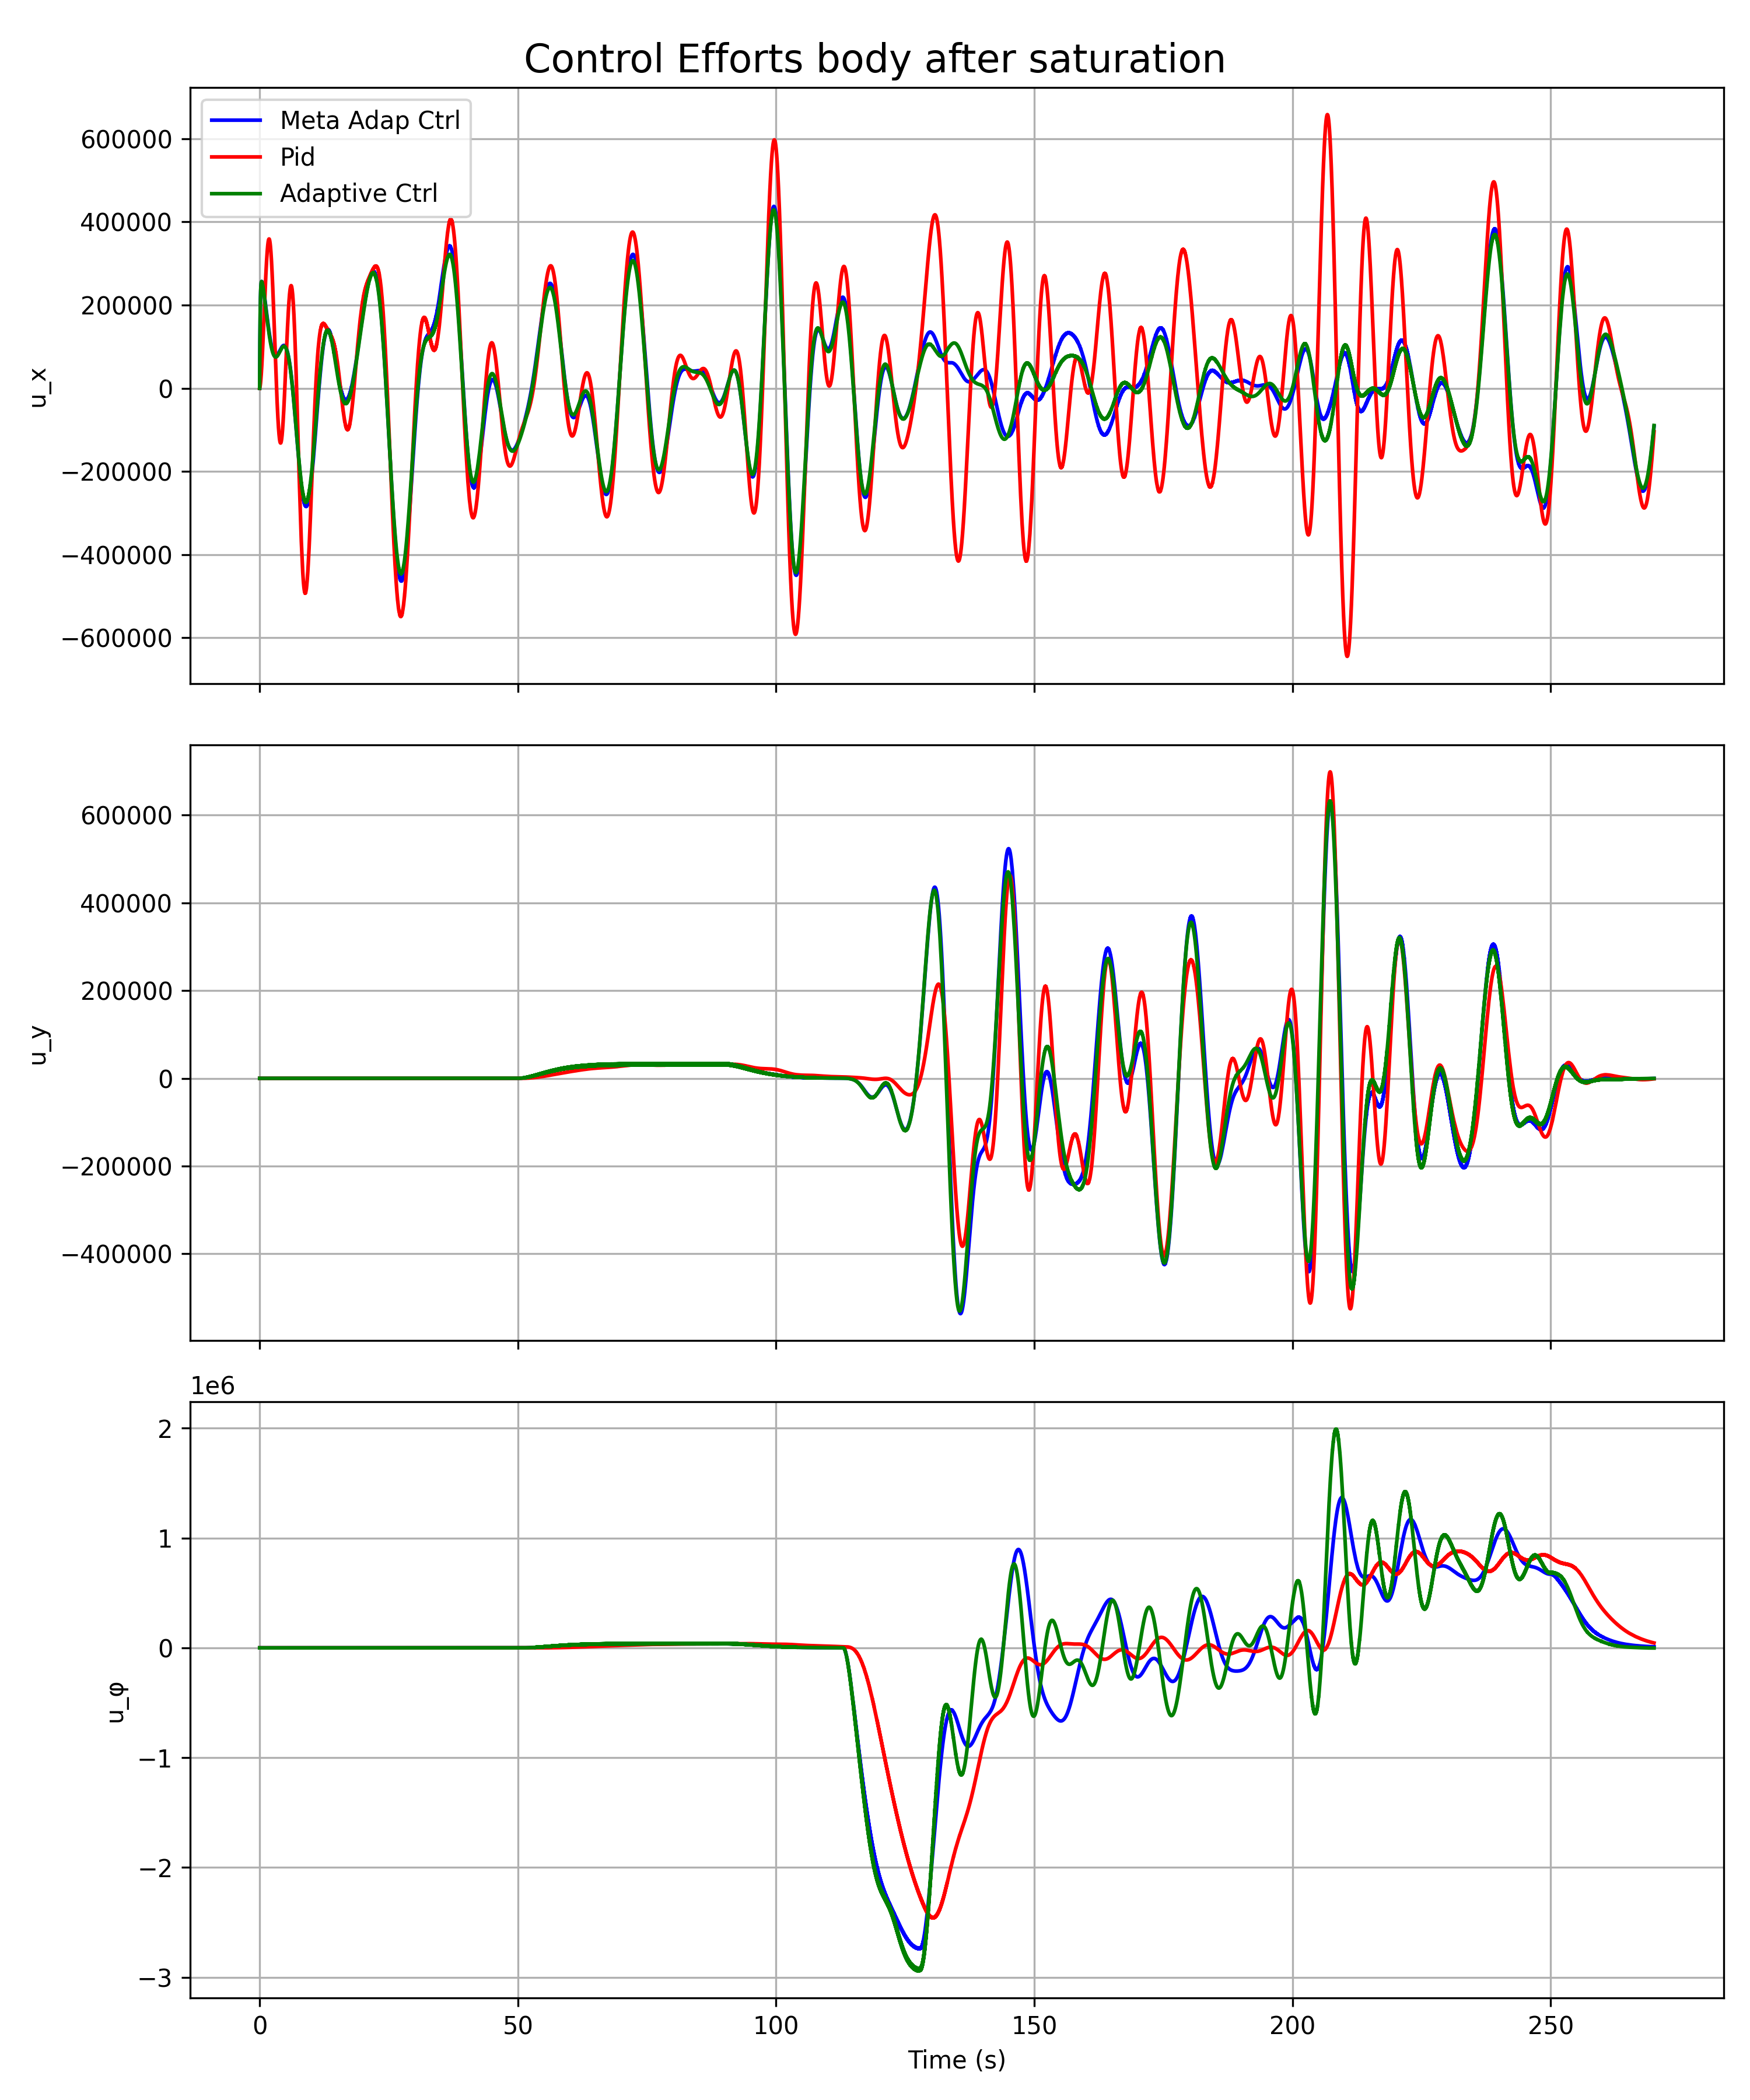 Control Efforts body after saturation
Meta Adap Ctrl
Pid
Adaptive Ctrl
600000
400000
200000
0
−200000
−400000
−600000
u_x
600000
400000
200000
0
−200000
−400000
u_y
1e6
2
1
0
−1
−2
−3
u_φ
0 50 100 150 200 250
Time (s)